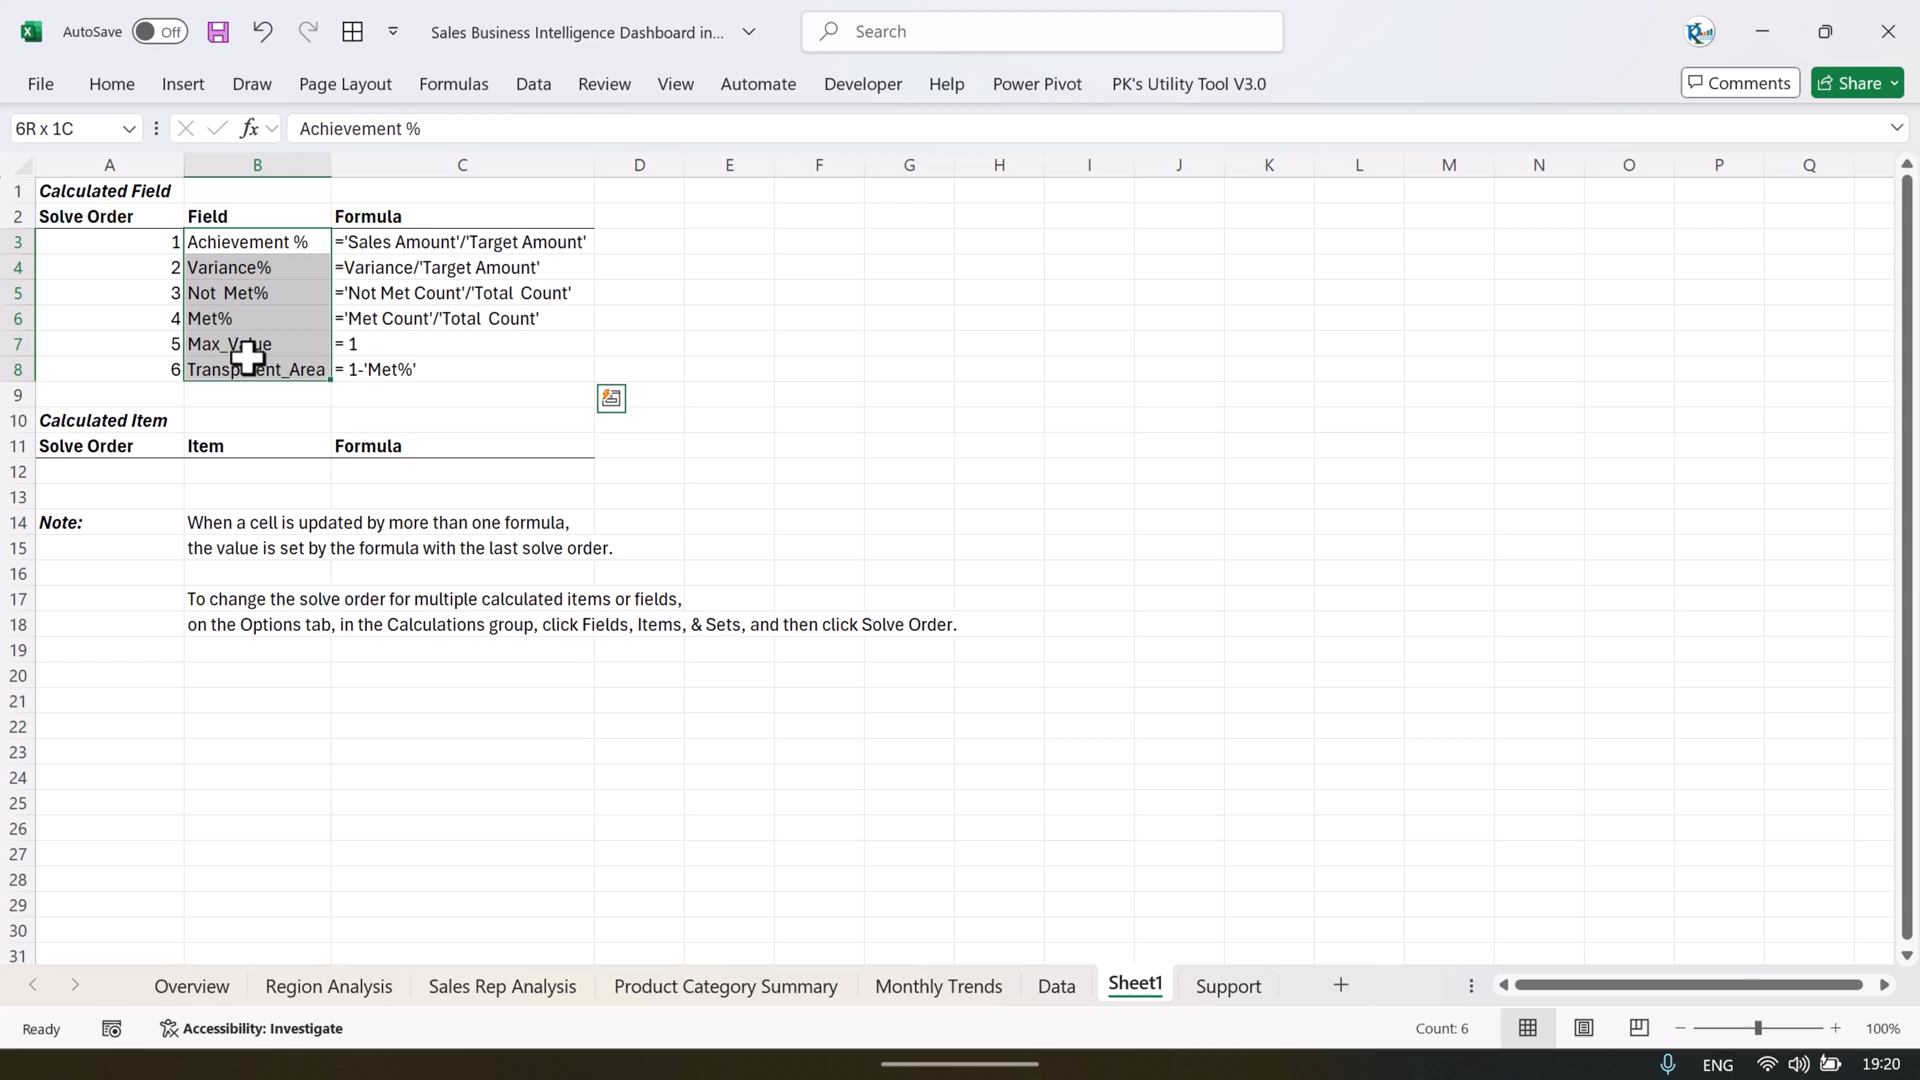 AutoSave Off Sales Business Intelligence Dashboard in... Search
File Home Insert Draw Page Layout Formulas Data Review View Automate Developer Help Power Pivot PK's Utility Tool V3.0 Comments Share
6R x 1C fx Achievement %
A B C D E F G H I J K L M N O P Q
1 Calculated Field
2 Solve Order Field Formula
3 1 Achievement % ='Sales Amount'/'Target Amount'
4 2 Variance% =Variance/'Target Amount'
5 3 Not Met% ='Not Met Count'/'Total Count'
6 4 Met% ='Met Count'/'Total Count'
7 5 Max_Value = 1
8 6 Transparent_Area = 1-'Met%'
9
10 Calculated Item
11 Solve Order Item Formula
12
13
14 Note: When a cell is updated by more than one formula,
15 the value is set by the formula with the last solve order.
16
17 To change the solve order for multiple calculated items or fields,
18 on the Options tab, in the Calculations group, click Fields, Items, & Sets, and then click Solve Order.
19
20
21
22
23
24
25
26
27
28
29
30
31
Overview Region Analysis Sales Rep Analysis Product Category Summary Monthly Trends Data Sheet1 Support
Ready Accessibility: Investigate Count: 6 100%
ENG 19:20